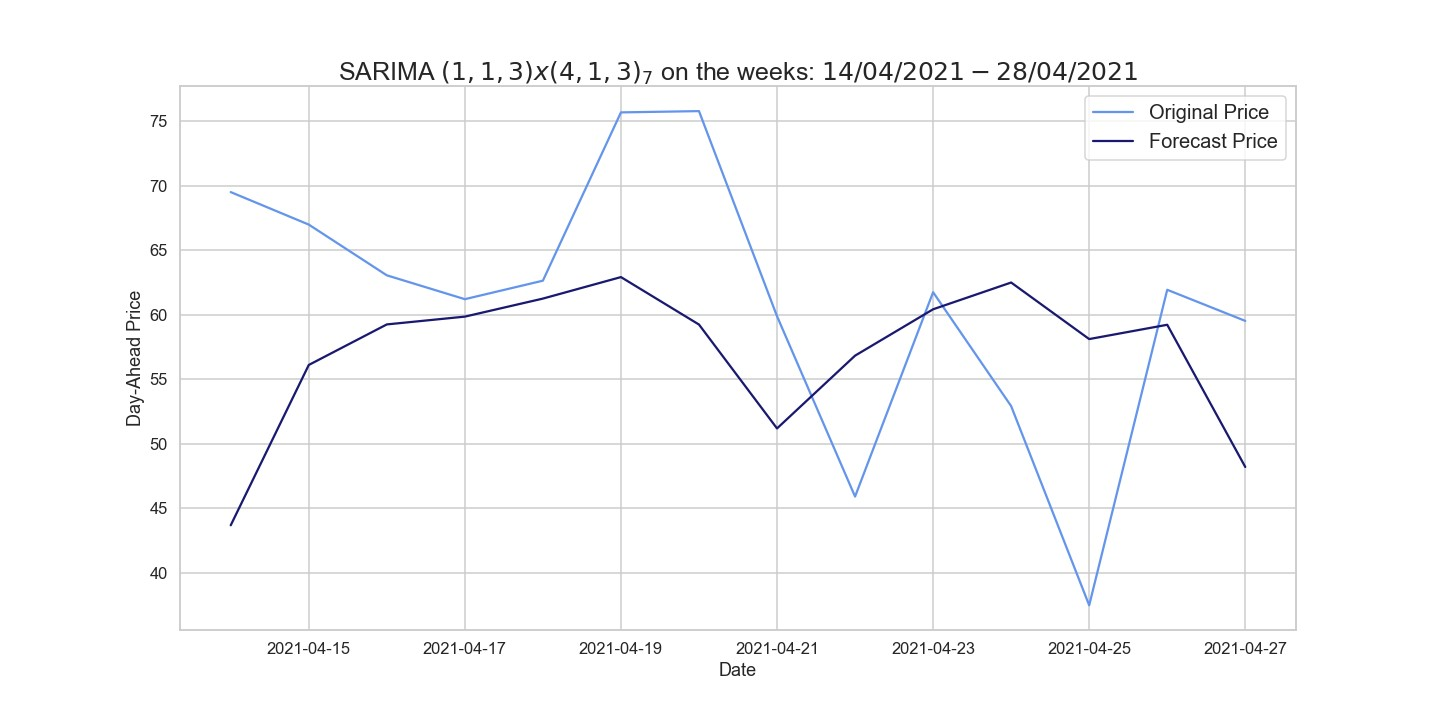 SARIMA (1, 1, 3)x(4, 1, 3)₇ on the weeks: 14/04/2021 − 28/04/2021
Original Price
Forecast Price
75
70
65
60
55
50
45
40
Day-Ahead Price
2021-04-15 2021-04-17 2021-04-19 2021-04-21 2021-04-23 2021-04-25 2021-04-27
Date